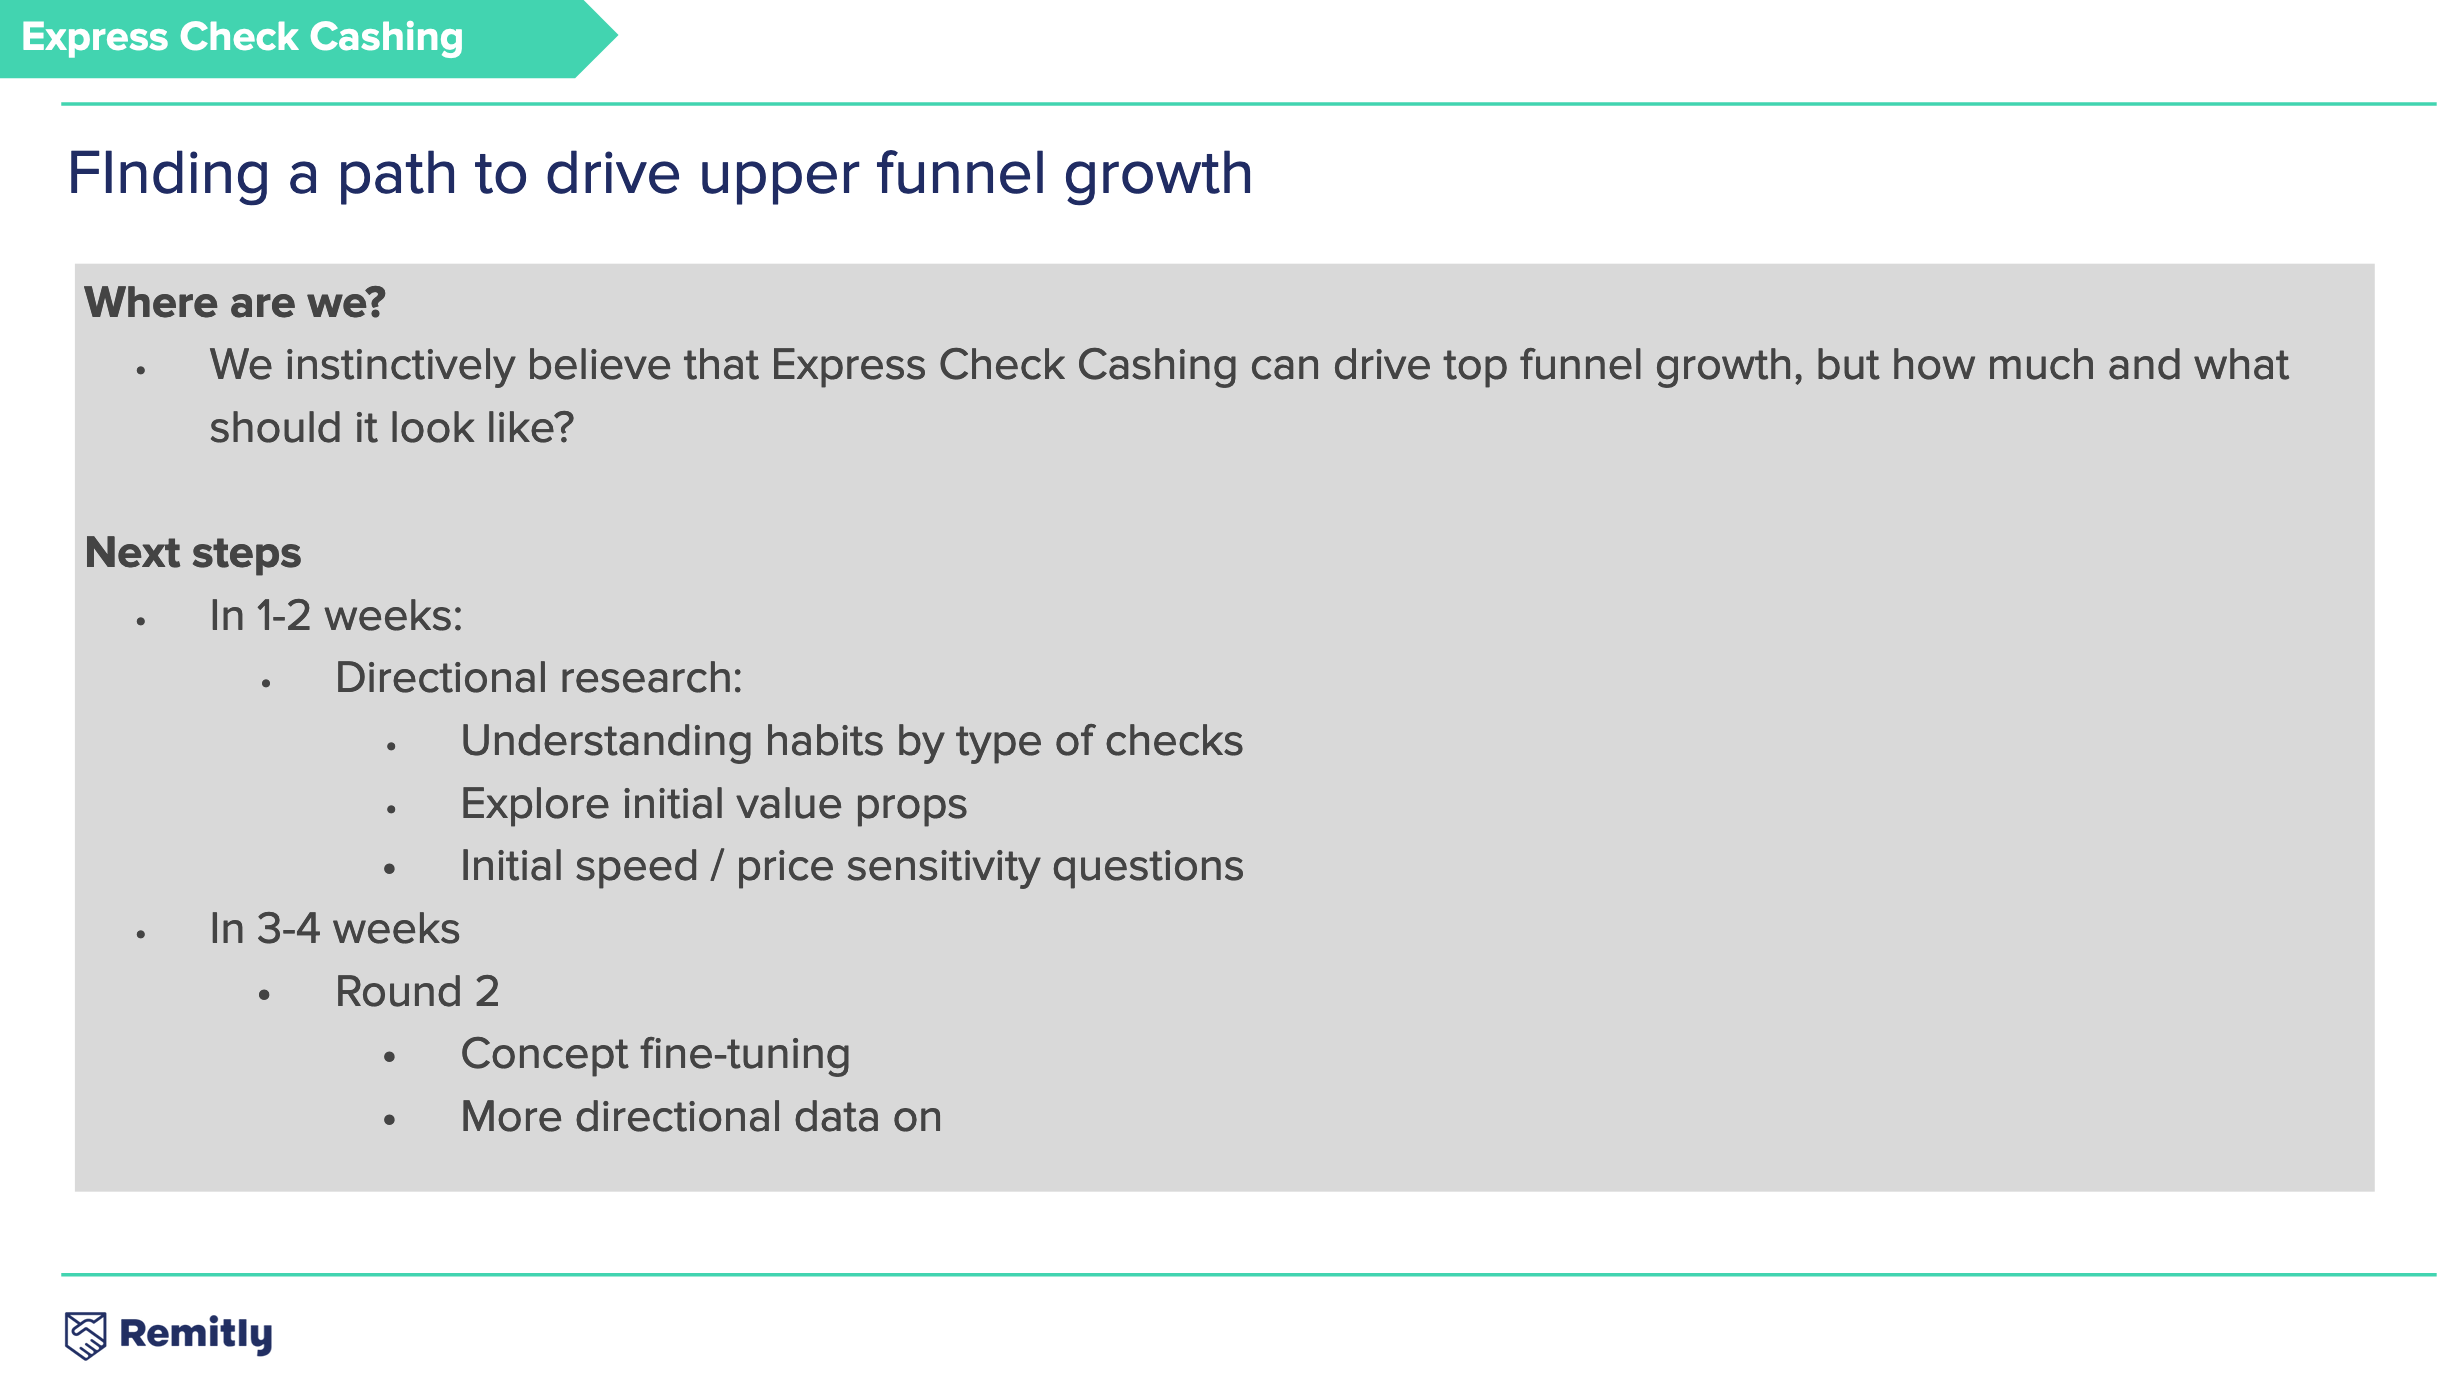 Express Check Cashing
FInding a path to drive upper funnel growth
Where are we?
• We instinctively believe that Express Check Cashing can drive top funnel growth, but how much and what
should it look like?
Next steps
• In 1-2 weeks:
• Directional research:
• Understanding habits by type of checks
• Explore initial value props
• Initial speed / price sensitivity questions
• In 3-4 weeks
• Round 2
• Concept fine-tuning
• More directional data on
Remitly